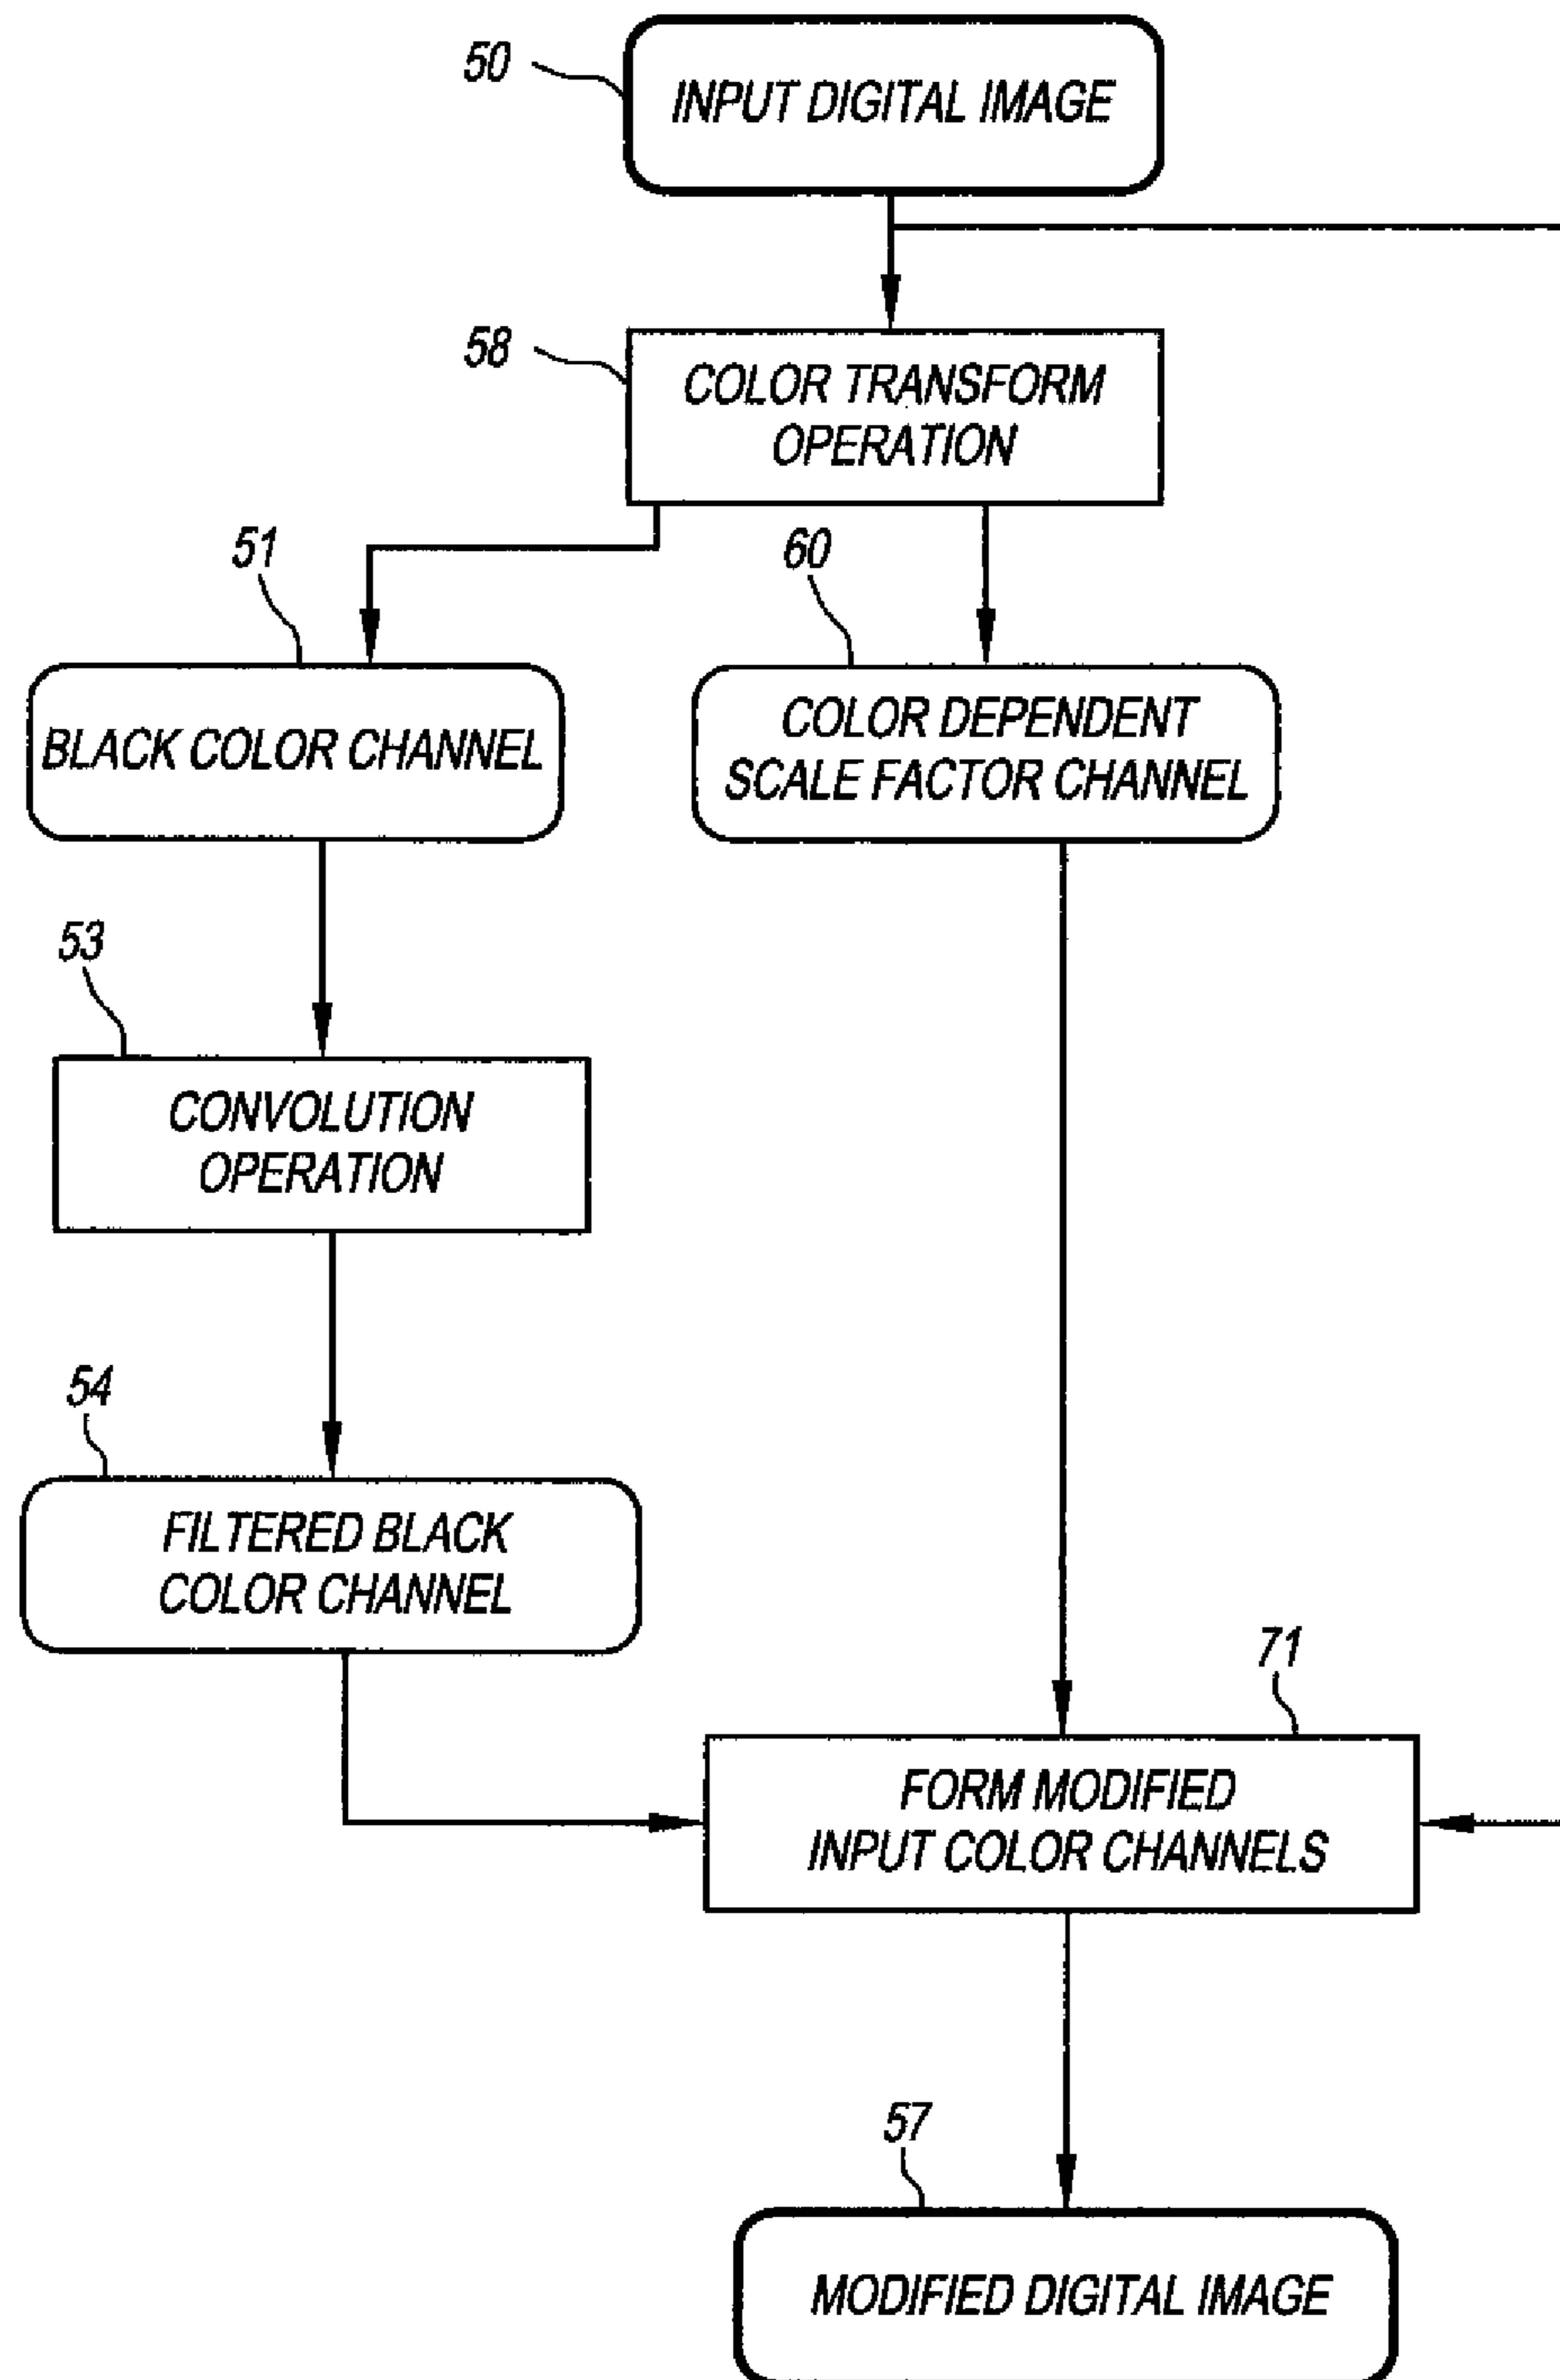 50
INPUT DIGITAL IMAGE
58
COLOR TRANSFORM
OPERATION
51
60
BLACK COLOR CHANNEL
COLOR DEPENDENT
SCALE FACTOR CHANNEL
53
CONVOLUTION
OPERATION
54
FILTERED BLACK
COLOR CHANNEL
71
FORM MODIFIED
INPUT COLOR CHANNELS
57
MODIFIED DIGITAL IMAGE